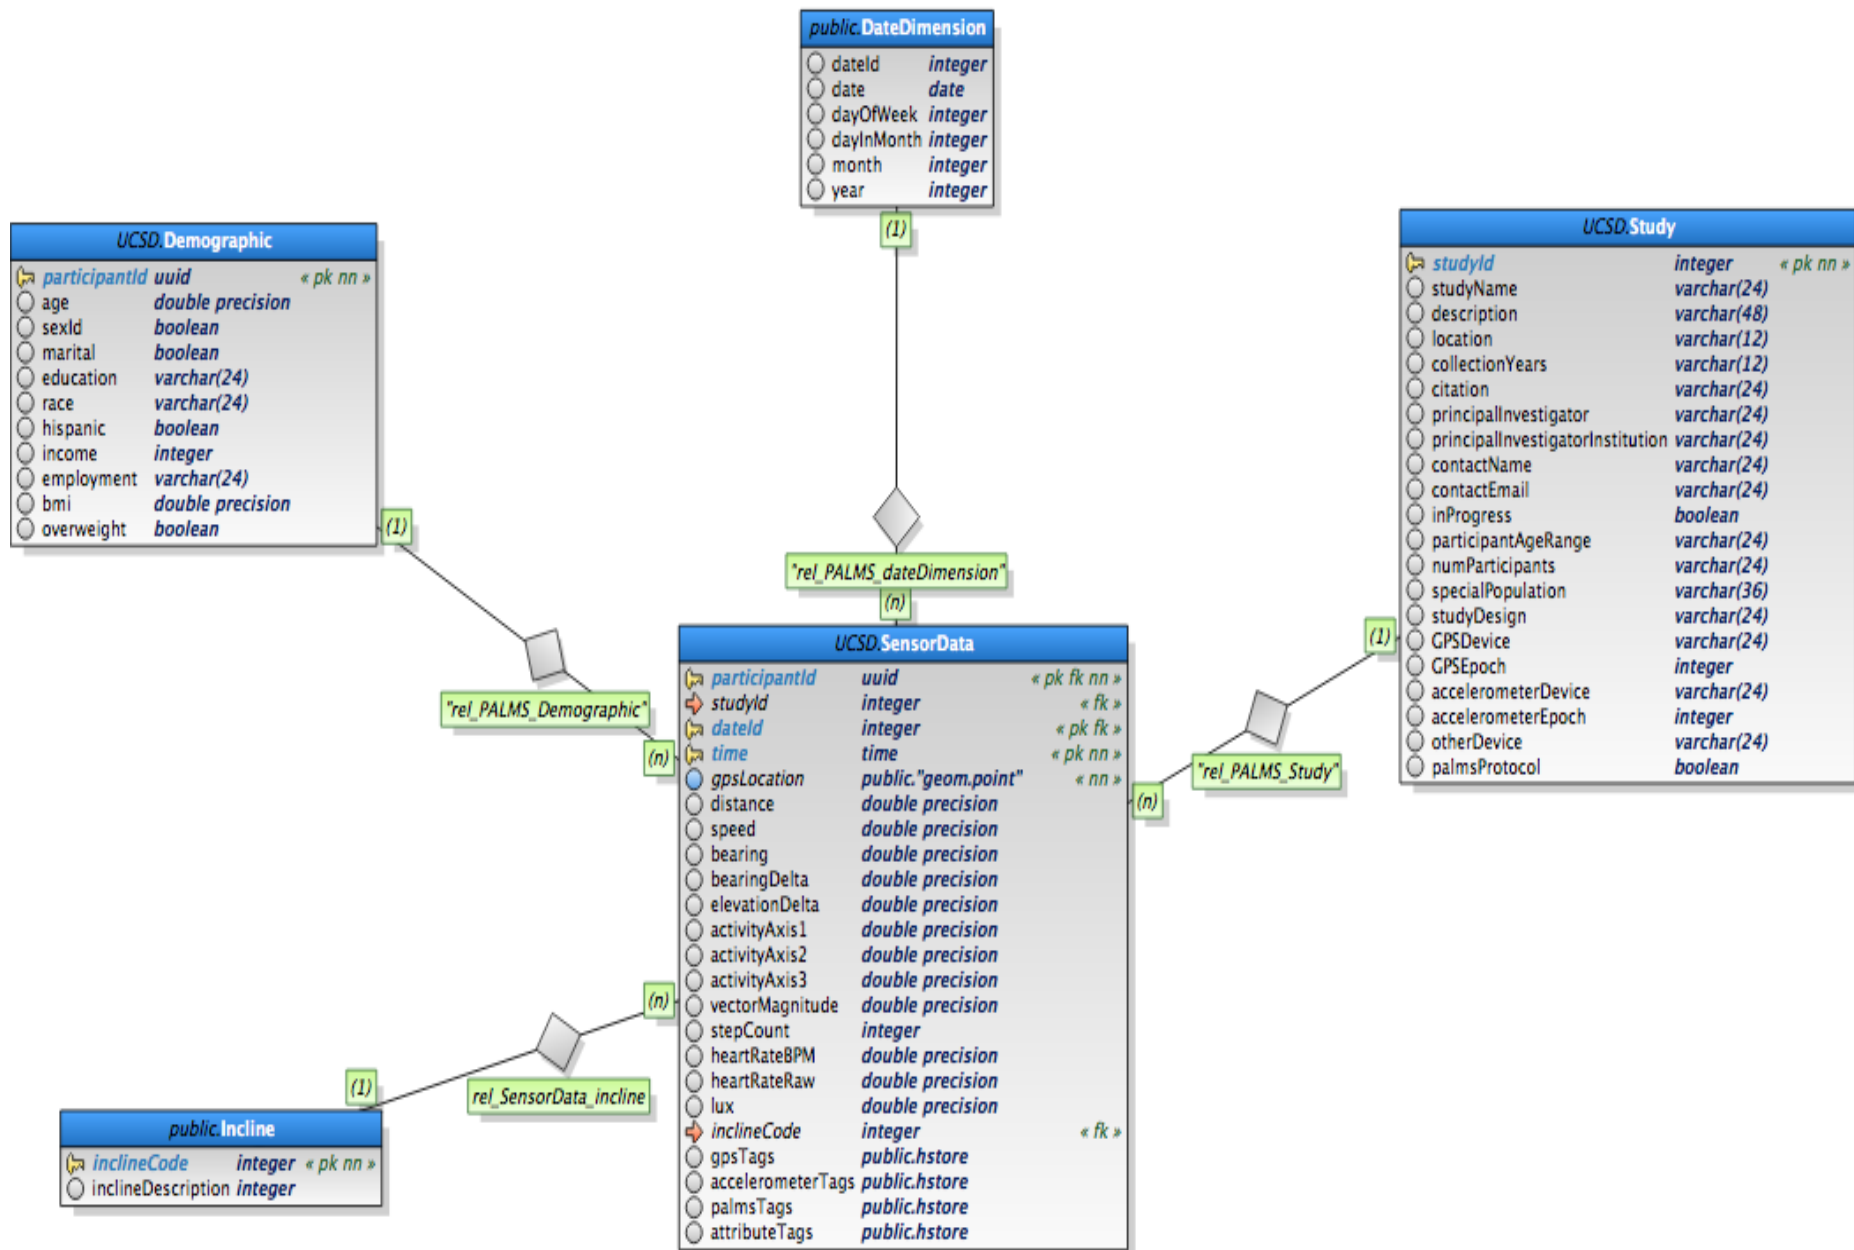 public.DateDimension
dateId integer
date date
dayOfWeek integer
dayInMonth integer
month integer
year integer
(1)
"rel_PALMS_dateDimension"
(n)
UCSD.Demographic
participantId uuid « pk nn »
age double precision
sexId boolean
marital boolean
education varchar(24)
race varchar(24)
hispanic boolean
income integer
employment varchar(24)
bmi double precision
overweight boolean
(1)
"rel_PALMS_Demographic"
(n)
UCSD.Study
studyId integer « pk nn »
studyName varchar(24)
description varchar(48)
location varchar(12)
collectionYears varchar(12)
citation varchar(24)
principalInvestigator varchar(24)
principalInvestigatorInstitution varchar(24)
contactName varchar(24)
contactEmail varchar(24)
inProgress boolean
participantAgeRange varchar(24)
numParticipants varchar(24)
specialPopulation varchar(36)
studyDesign varchar(24)
GPSDevice varchar(24)
GPSEpoch integer
accelerometerDevice varchar(24)
accelerometerEpoch integer
otherDevice varchar(24)
palmsProtocol boolean
(1)
"rel_PALMS_Study"
(n)
UCSD.SensorData
participantId uuid « pk fk nn »
studyId integer « fk »
dateId integer « pk fk »
time time « pk nn »
gpsLocation public."geom.point" « nn »
distance double precision
speed double precision
bearing double precision
bearingDelta double precision
elevationDelta double precision
activityAxis1 double precision
activityAxis2 double precision
activityAxis3 double precision
vectorMagnitude double precision
stepCount integer
heartRateBPM double precision
heartRateRaw double precision
lux double precision
inclineCode integer « fk »
gpsTags public.hstore
accelerometerTags public.hstore
palmsTags public.hstore
attributeTags public.hstore
(n)
rel_SensorData_incline
(1)
public.Incline
inclineCode integer « pk nn »
inclineDescription integer